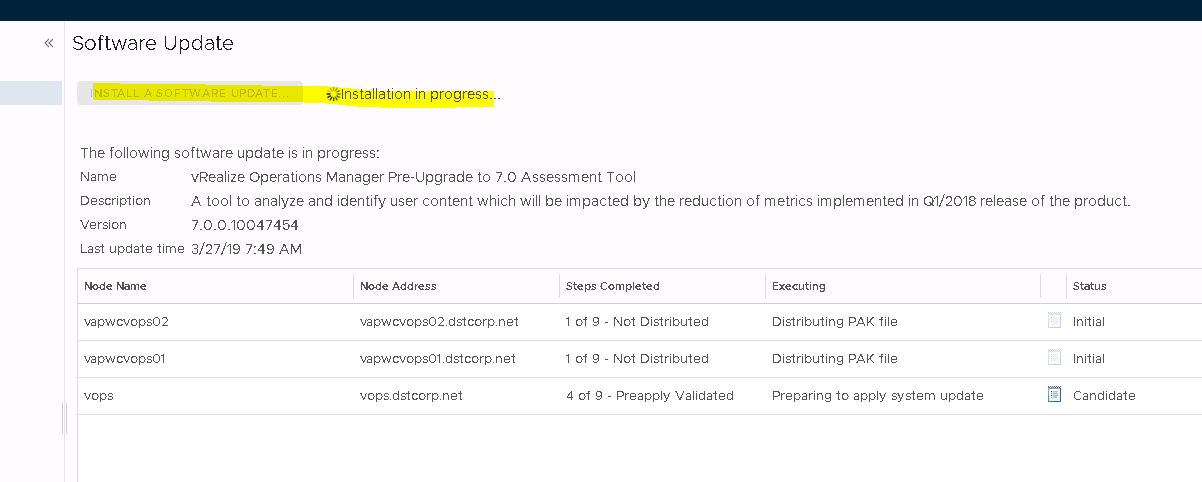 Software Update
INSTALL A SOFTWARE UPDATE... Installation in progress...
The following software update is in progress:
Name vRealize Operations Manager Pre-Upgrade to 7.0 Assessment Tool
Description A tool to analyze and identify user content which will be impacted by the reduction of metrics implemented in Q1/2018 release of the product.
Version 7.0.0.10047454
Last update time 3/27/19 7:49 AM
Node Name Node Address Steps Completed Executing Status
vapwcvops02 vapwcvops02.dstcorp.net 1 of 9 - Not Distributed Distributing PAK file Initial
vapwcvops01 vapwcvops01.dstcorp.net 1 of 9 - Not Distributed Distributing PAK file Initial
vops vops.dstcorp.net 4 of 9 - Preapply Validated Preparing to apply system update Candidate